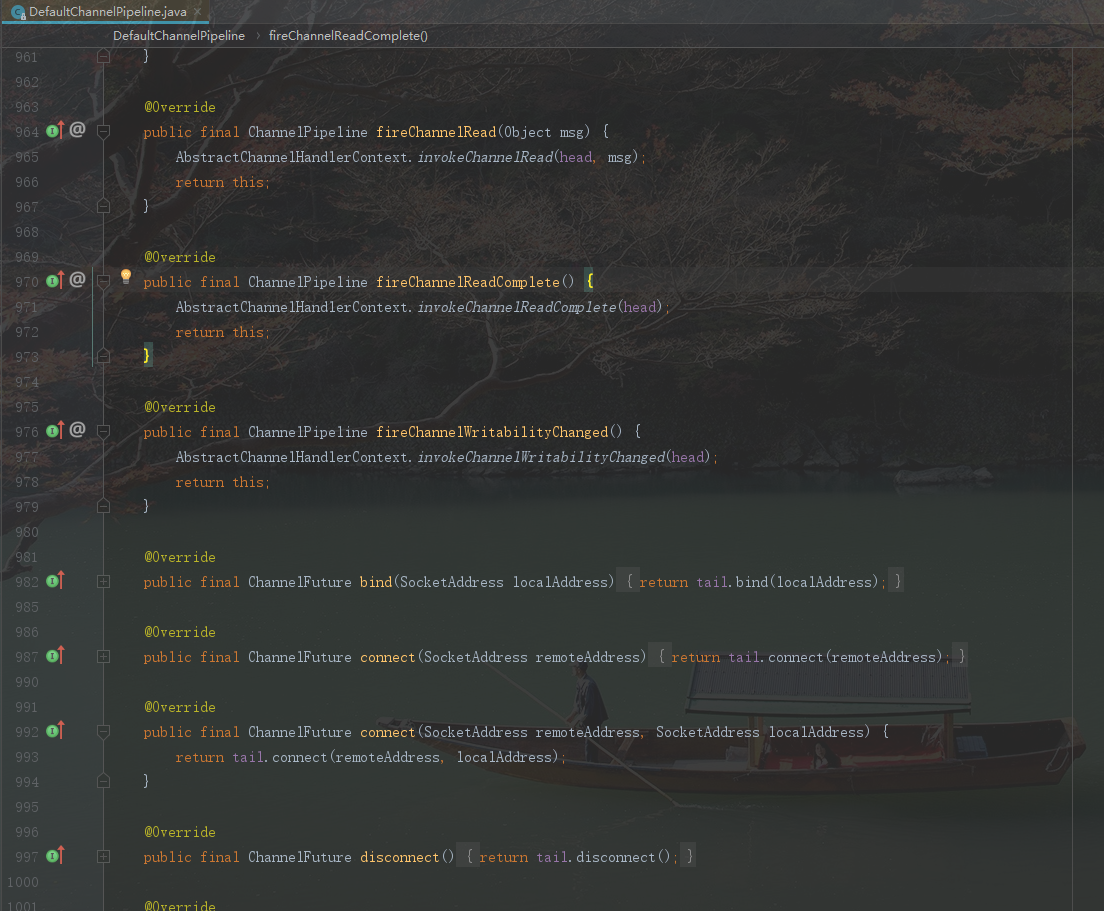 DefaultChannelPipeline.java
DefaultChannelPipeline › fireChannelReadComplete()
961 }
962
963 @Override
964 public final ChannelPipeline fireChannelRead(Object msg) {
965 AbstractChannelHandlerContext.invokeChannelRead(head, msg);
966 return this;
967 }
968
969 @Override
970 public final ChannelPipeline fireChannelReadComplete() {
971 AbstractChannelHandlerContext.invokeChannelReadComplete(head);
972 return this;
973 }
974
975 @Override
976 public final ChannelPipeline fireChannelWritabilityChanged() {
977 AbstractChannelHandlerContext.invokeChannelWritabilityChanged(head);
978 return this;
979 }
980
981 @Override
982 public final ChannelFuture bind(SocketAddress localAddress) { return tail.bind(localAddress); }
985
986 @Override
987 public final ChannelFuture connect(SocketAddress remoteAddress) { return tail.connect(remoteAddress); }
990
991 @Override
992 public final ChannelFuture connect(SocketAddress remoteAddress, SocketAddress localAddress) {
993 return tail.connect(remoteAddress, localAddress);
994 }
995
996 @Override
997 public final ChannelFuture disconnect() { return tail.disconnect(); }
1000
1001 @Override